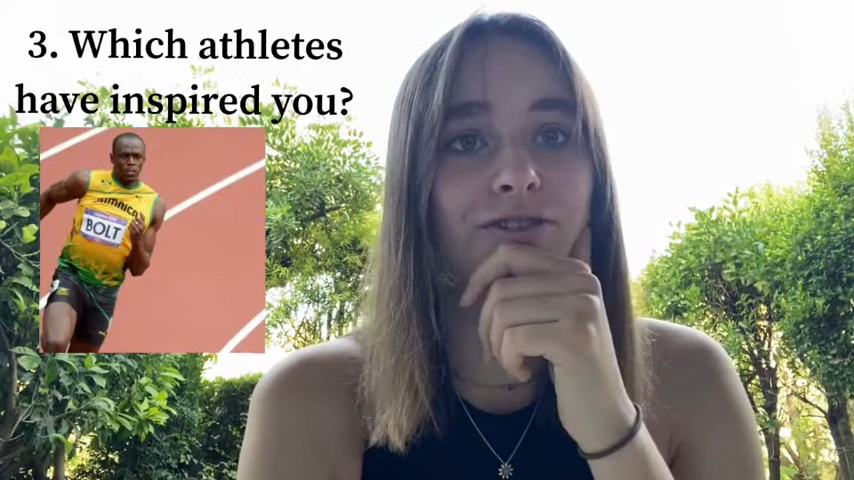 3. Which athletes
have inspired you?
JAMAICA
BOLT